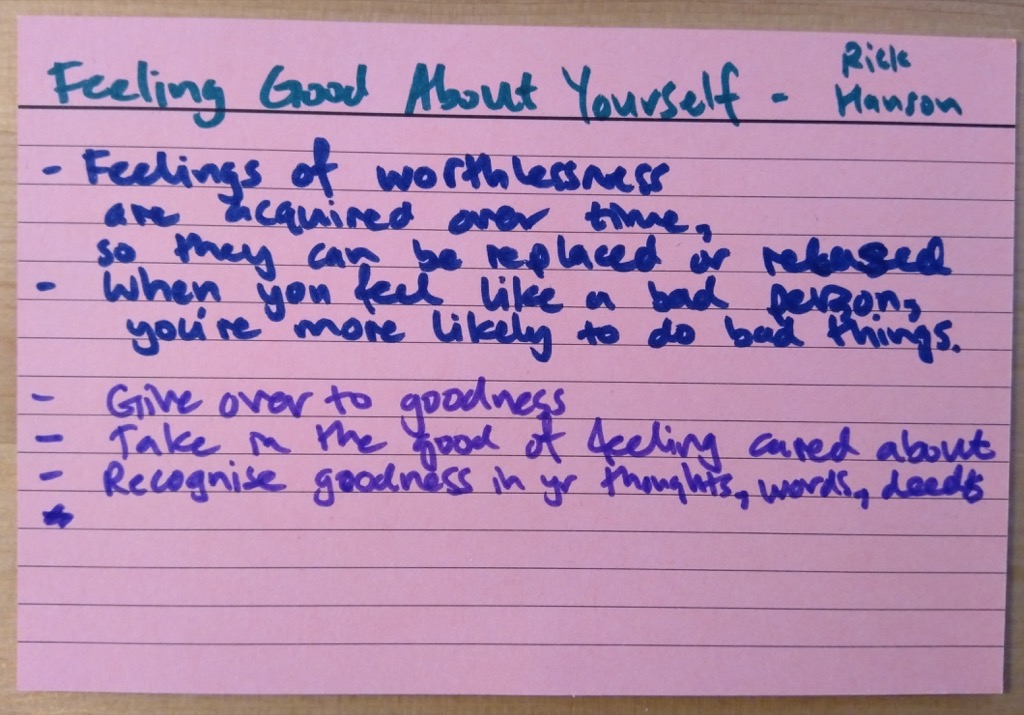 Feeling Good About Yourself - Rick Hanson
- Feelings of worthlessness
are acquired over time,
so they can be replaced or released
- When you feel like a bad person,
you're more likely to do bad things.
- Give over to goodness
- Take in the good of feeling cared about
- Recognise goodness in yr thoughts, words, deeds